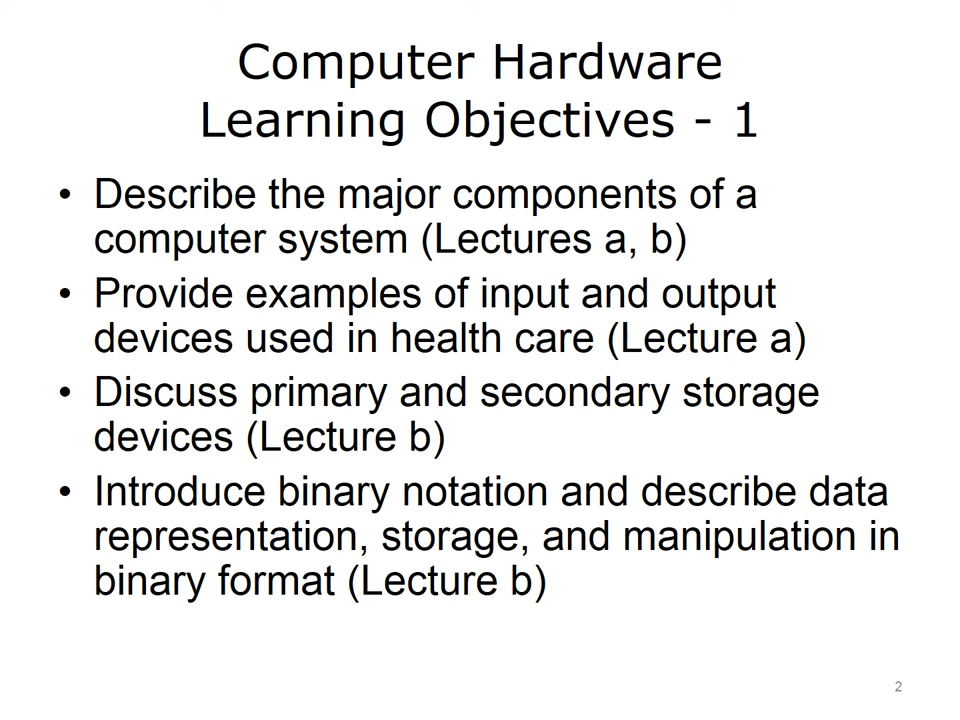 Computer Hardware
Learning Objectives - 1
• Describe the major components of a
computer system (Lectures a, b)
• Provide examples of input and output
devices used in health care (Lecture a)
• Discuss primary and secondary storage
devices (Lecture b)
• Introduce binary notation and describe data
representation, storage, and manipulation in
binary format (Lecture b)
2